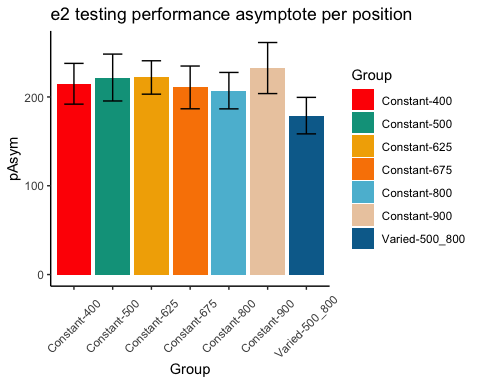 e2 testing performance asymptote per position
pAsym
200
100
0
Constant-400
Constant-500
Constant-625
Constant-675
Constant-800
Constant-900
Varied-500_800
Group
Group
Constant-400
Constant-500
Constant-625
Constant-675
Constant-800
Constant-900
Varied-500_800